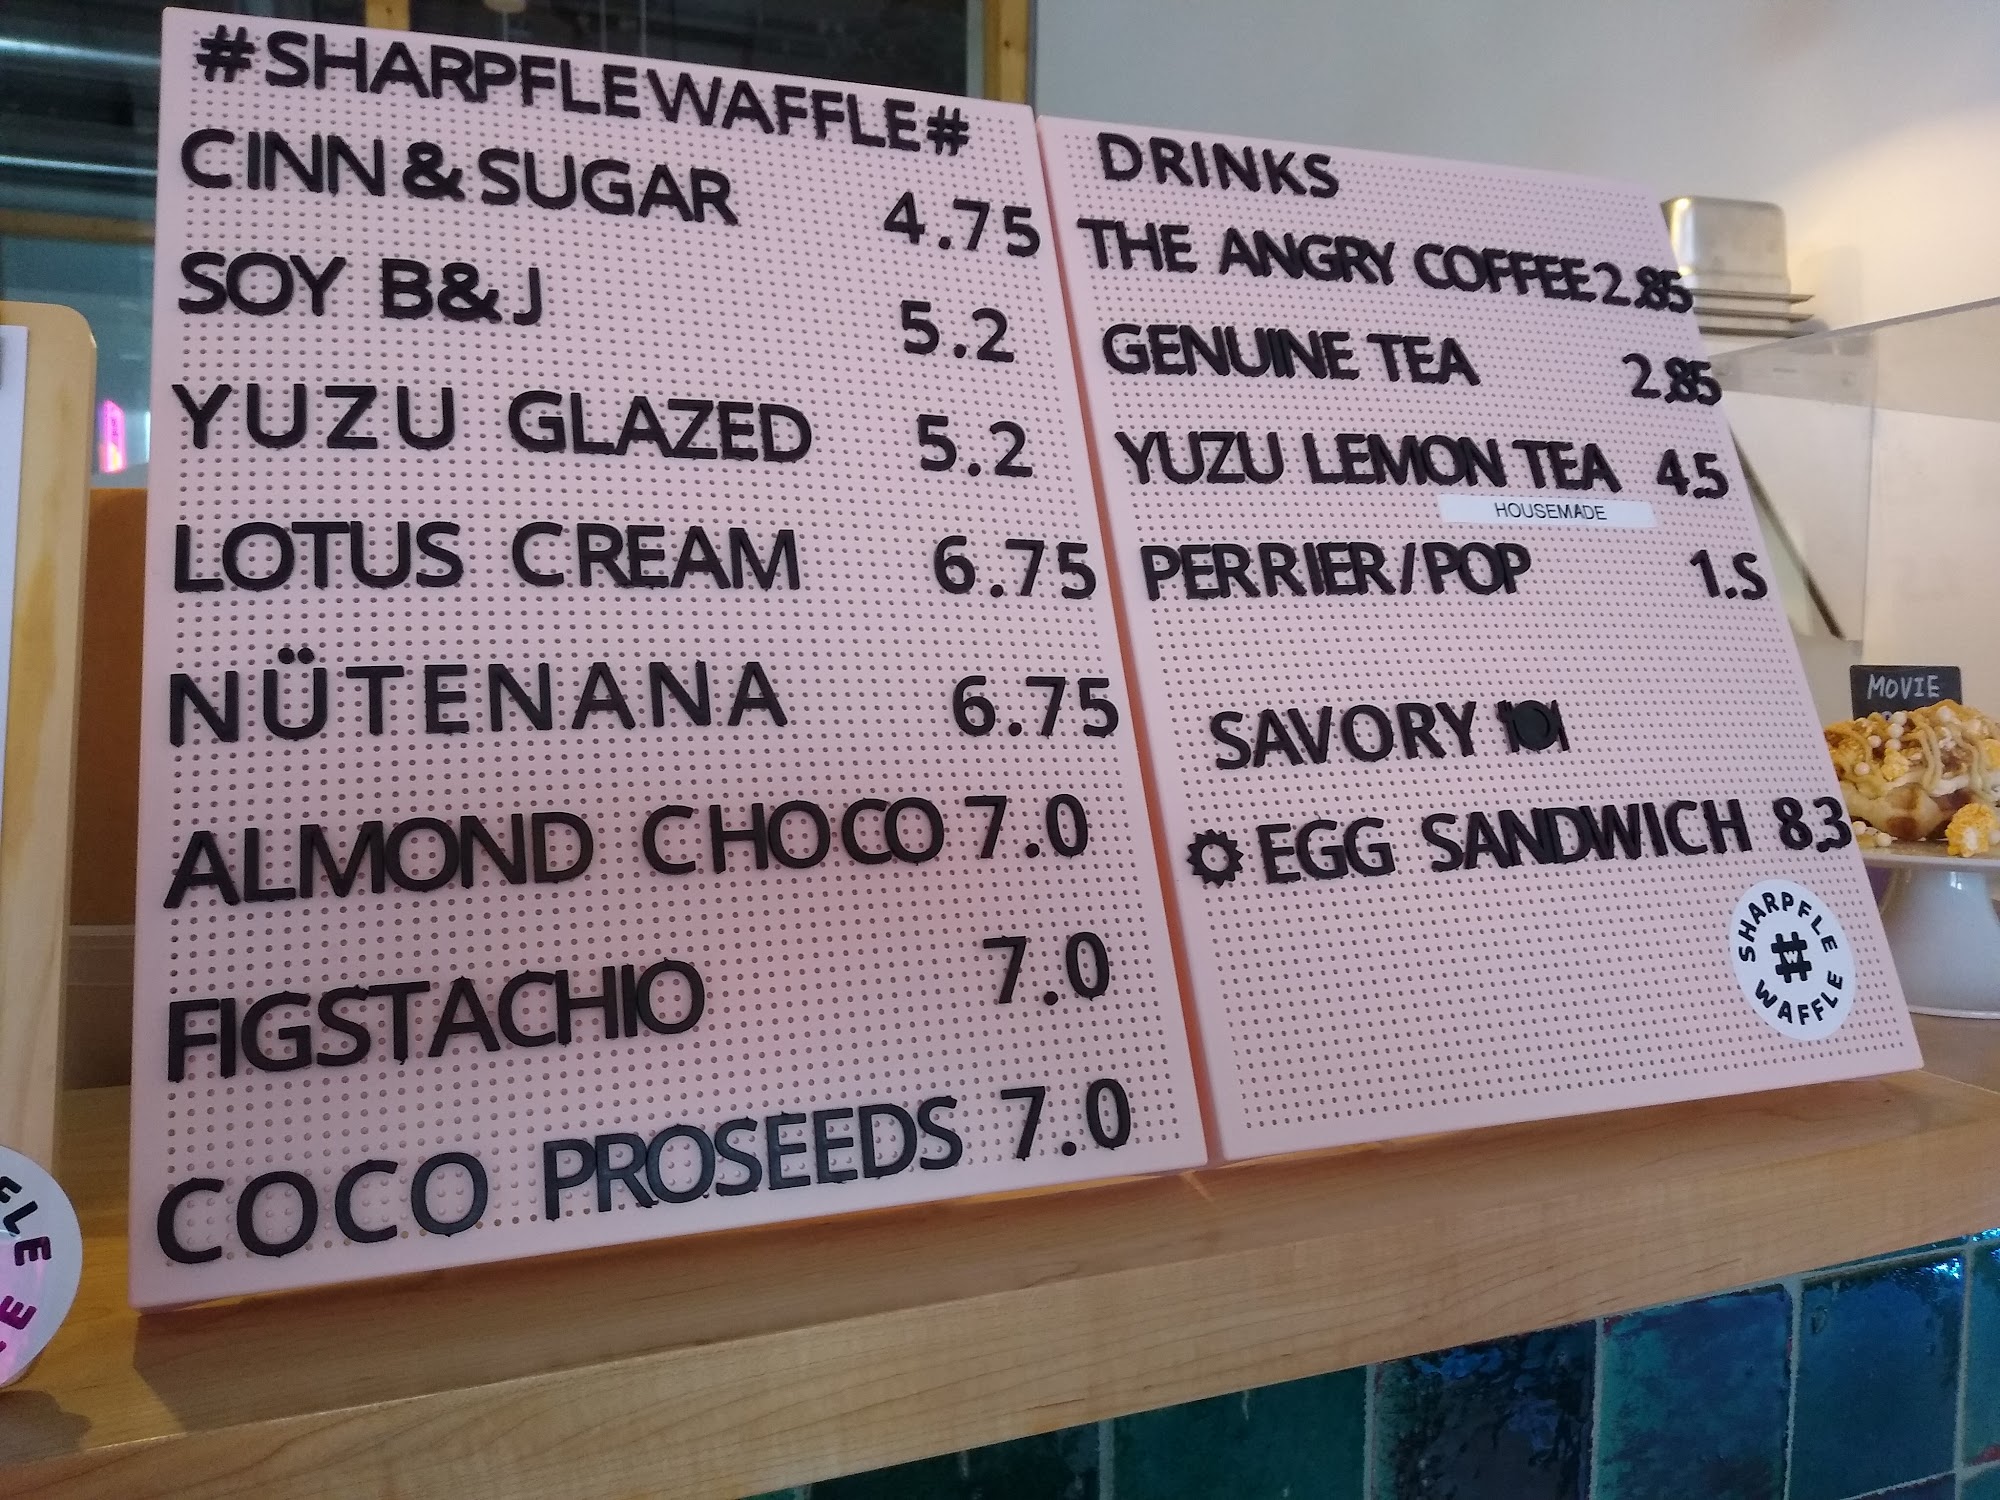 #SHARPFLEWAFFLE#
CINN & SUGAR 4.75
SOY B&J 5.2
YUZU GLAZED 5.2
LOTUS CREAM 6.75
NÜTENANA 6.75
ALMOND CHOCO 7.0
FIGSTACHIO 7.0
COCO PROSEEDS 7.0
DRINKS
THE ANGRY COFFEE 2.85
GENUINE TEA 2.85
YUZU LEMON TEA 4.5
HOUSEMADE
PERRIER/POP 1.S
SAVORY
EGG SANDWICH 8.3
SHARPFLE
#
W
WAFFLE
MOVIE